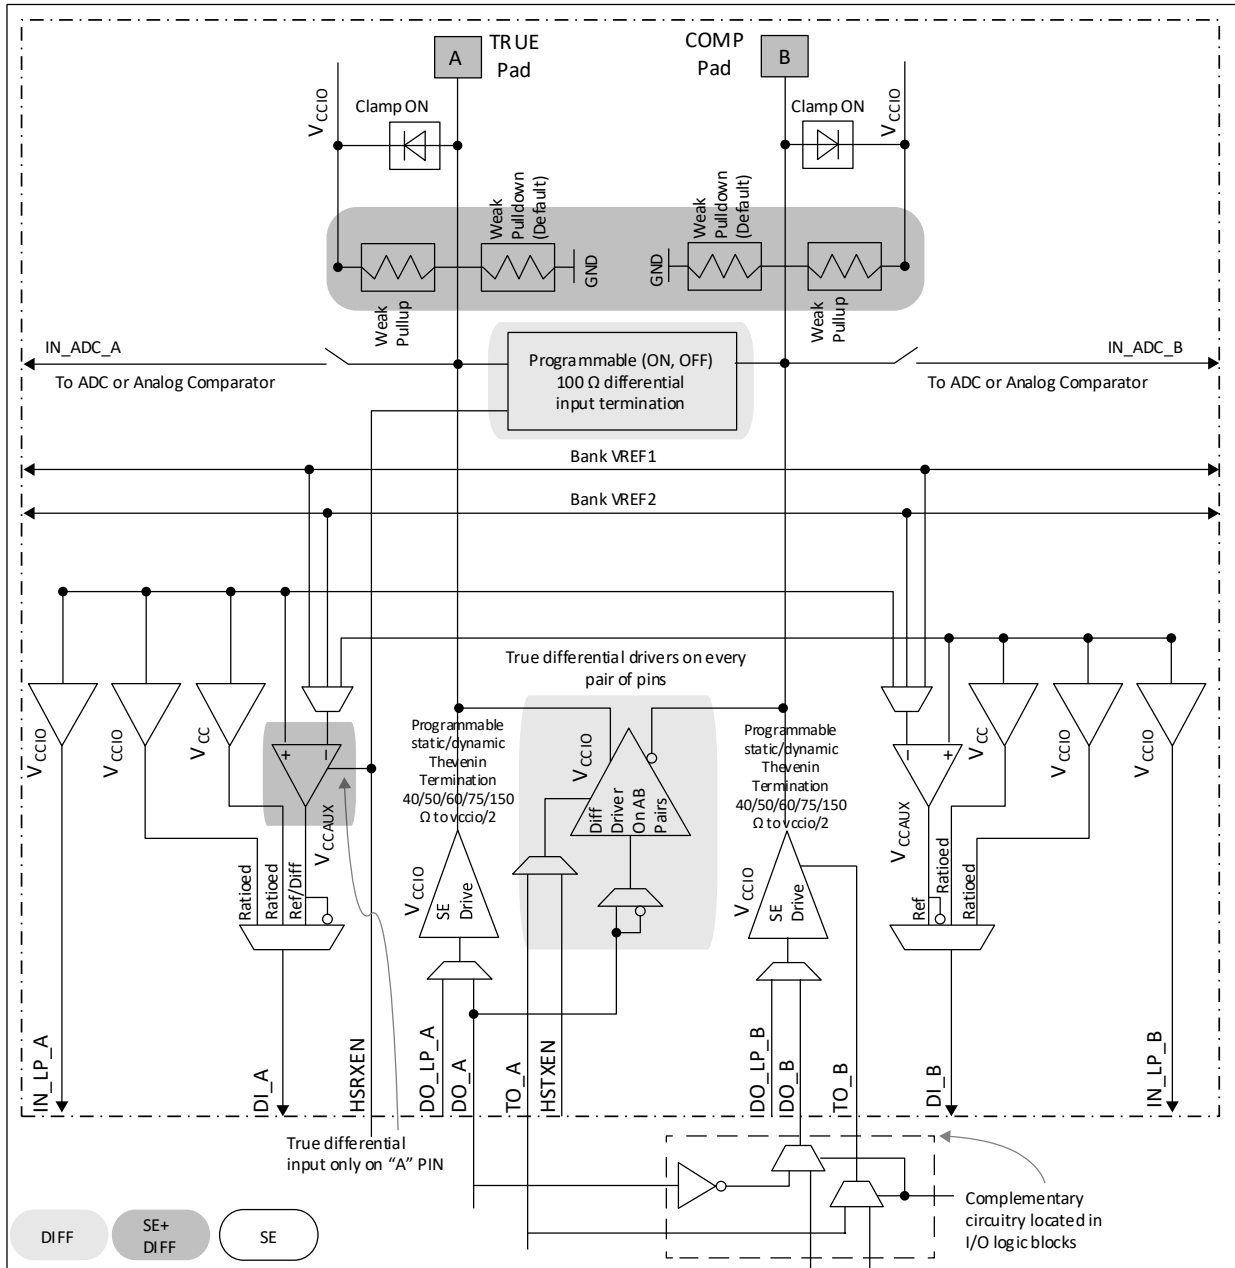 A
TRUE
Pad
COMP
Pad
B
VCCIO
Clamp ON
Clamp ON
VCCIO
Weak
Pulldown
(Default)
Weak
Pulldown
(Default)
GND
GND
Weak
Pullup
Weak
Pullup
IN_ADC_A
To ADC or Analog Comparator
Programmable (ON, OFF)
100 Ω differential
input termination
IN_ADC_B
To ADC or Analog Comparator
Bank VREF1
Bank VREF2
True differential drivers on every
pair of pins
VCCIO
VCCIO
VCC
+
–
VCCAUX
Programmable
static/dynamic
Thevenin
Termination
40/50/60/75/150
Ω to vccio/2
VCCIO
Diff
Driver
On AB
Pairs
Programmable
static/dynamic
Thevenin
Termination
40/50/60/75/150
Ω to vccio/2
–
+
VCC
VCCIO
VCCIO
VCCAUX
Ratioed
Ratioed
Ref/Diff
VCCIO
SE
Drive
VCCIO
SE
Drive
Ref
Ratioed
Ratioed
IN_LP_A
DI_A
HSRXEN
DO_LP_A
DO_A
TO_A
HSTXEN
DO_LP_B
DO_B
TO_B
DI_B
IN_LP_B
True differential
input only on “A” PIN
Complementary
circuitry located in
I/O logic blocks
DIFF
SE+
DIFF
SE